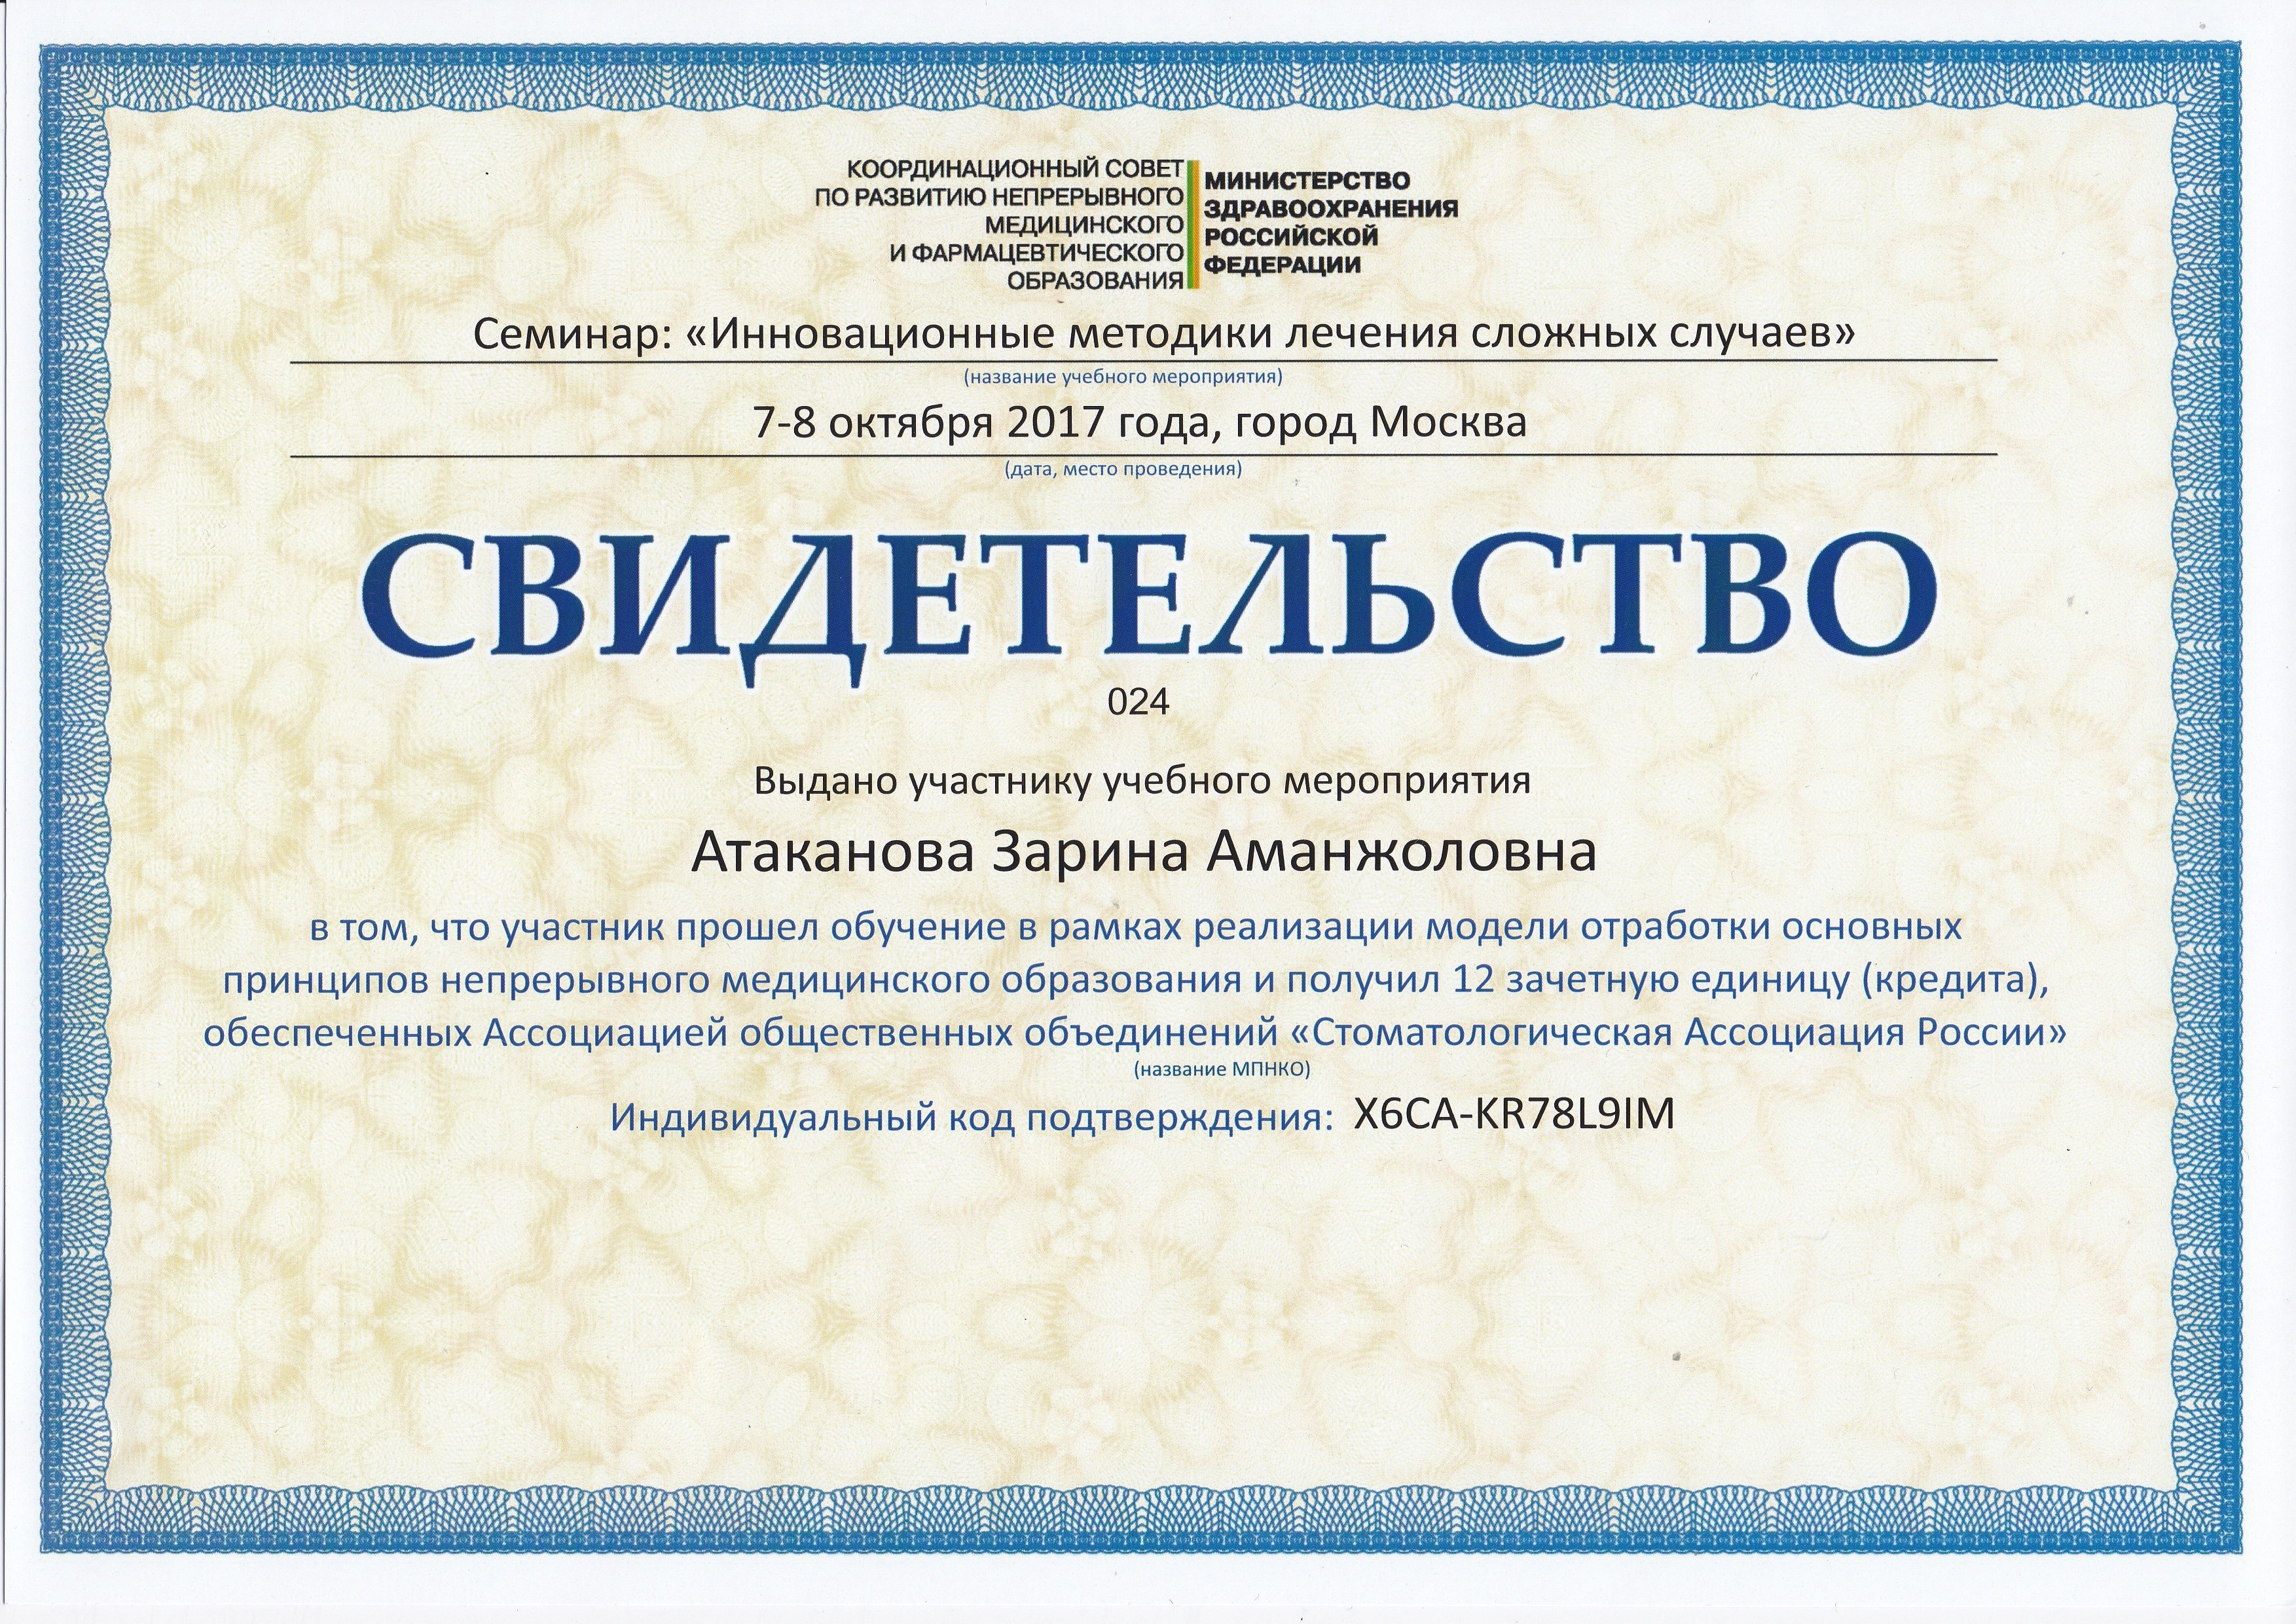 КООРДИНАЦИОННЫЙ СОВЕТ
ПО РАЗВИТИЮ НЕПРЕРЫВНОГО
МЕДИЦИНСКОГО
И ФАРМАЦЕВТИЧЕСКОГО
ОБРАЗОВАНИЯ
МИНИСТЕРСТВО
ЗДРАВООХРАНЕНИЯ
РОССИЙСКОЙ
ФЕДЕРАЦИИ
Семинар: «Инновационные методики лечения сложных случаев»
(название учебного мероприятия)
7-8 октября 2017 года, город Москва
(дата, место проведения)
СВИДЕТЕЛЬСТВО
024
Выдано участнику учебного мероприятия
Атаканова Зарина Аманжоловна
в том, что участник прошел обучение в рамках реализации модели отработки основных
принципов непрерывного медицинского образования и получил 12 зачетную единицу (кредита),
обеспеченных Ассоциацией общественных объединений «Стоматологическая Ассоциация России»
(название МПНКО)
Индивидуальный код подтверждения: X6CA-KR78L9IM